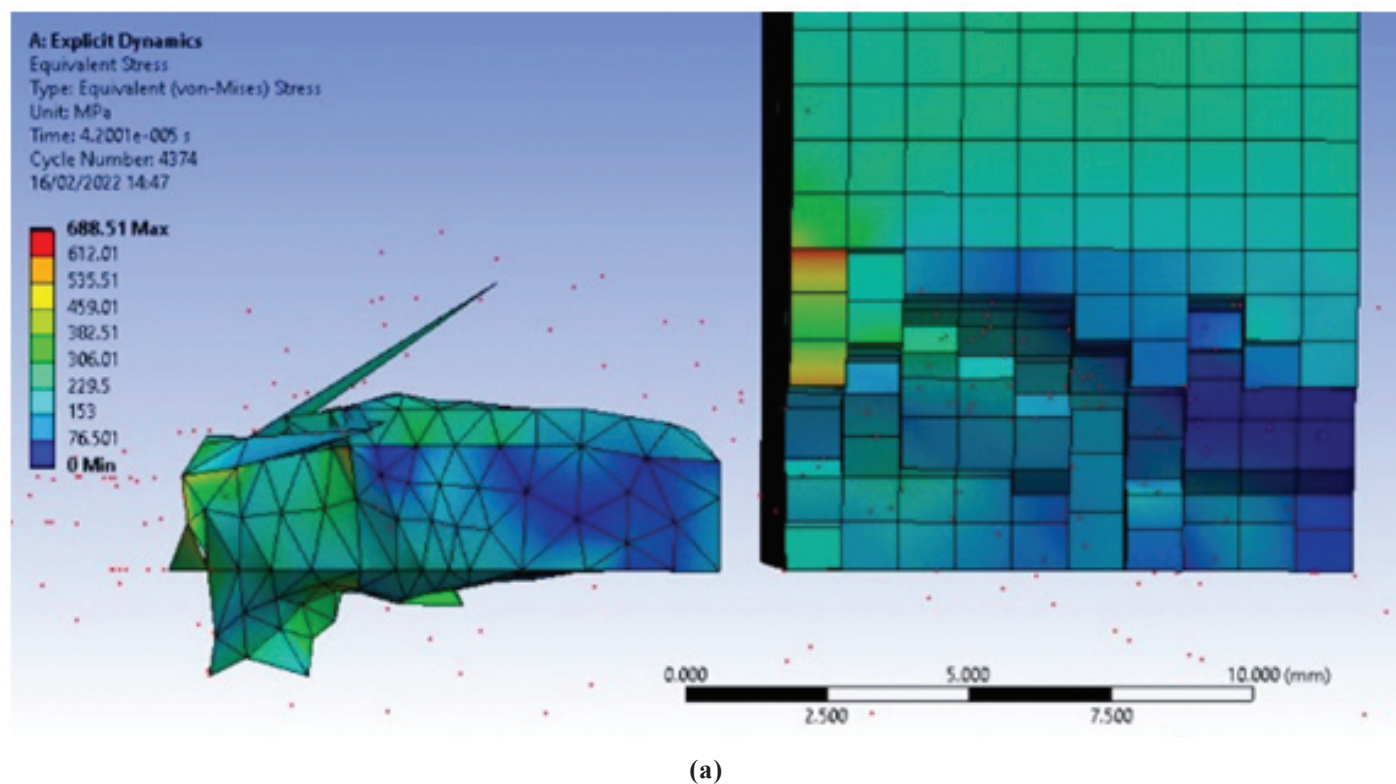 A: Explicit Dynamics
Equivalent Stress
Type: Equivalent (von-Mises) Stress
Unit: MPa
Time: 4.2001e-005 s
Cycle Number: 4374
16/02/2022 14:47
688.51 Max
612.01
535.51
459.01
382.51
306.01
229.5
153
76.501
0 Min
0.000 5.000 10.000 (mm)
2.500 7.500
(a)